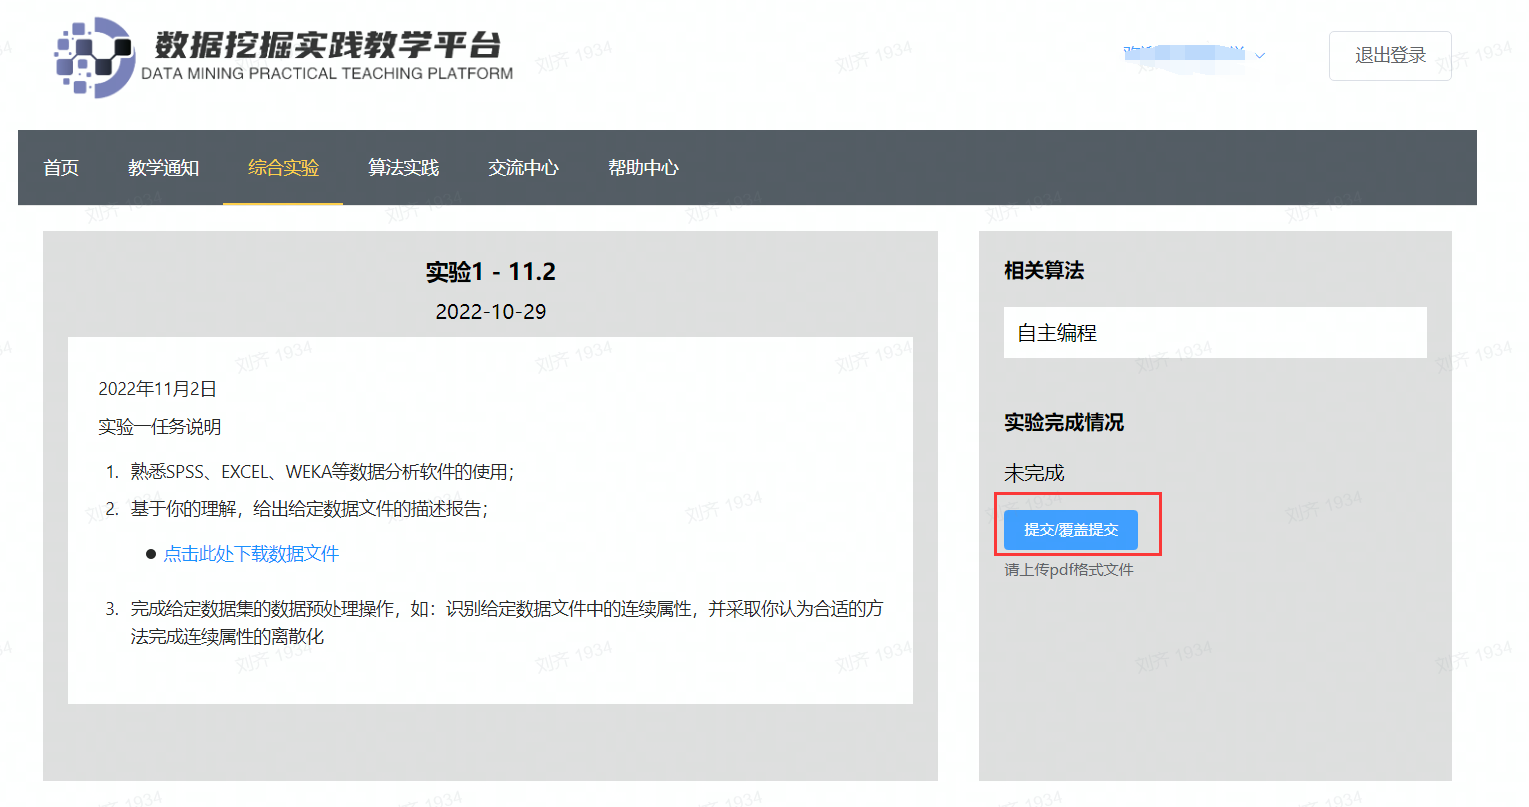 数据挖掘实践教学平台
DATA MINING PRACTICAL TEACHING PLATFORM
退出登录
首页 教学通知 综合实验 算法实践 交流中心 帮助中心
实验1 - 11.2
2022-10-29
2022年11月2日
实验一任务说明
1. 熟悉SPSS、EXCEL、WEKA等数据分析软件的使用；
2. 基于你的理解，给出给定数据文件的描述报告；
● 点击此处下载数据文件
3. 完成给定数据集的数据预处理操作，如：识别给定数据文件中的连续属性，并采取你认为合适的方
法完成连续属性的离散化
相关算法
自主编程
实验完成情况
未完成
提交/覆盖提交
请上传pdf格式文件
刘齐 1934